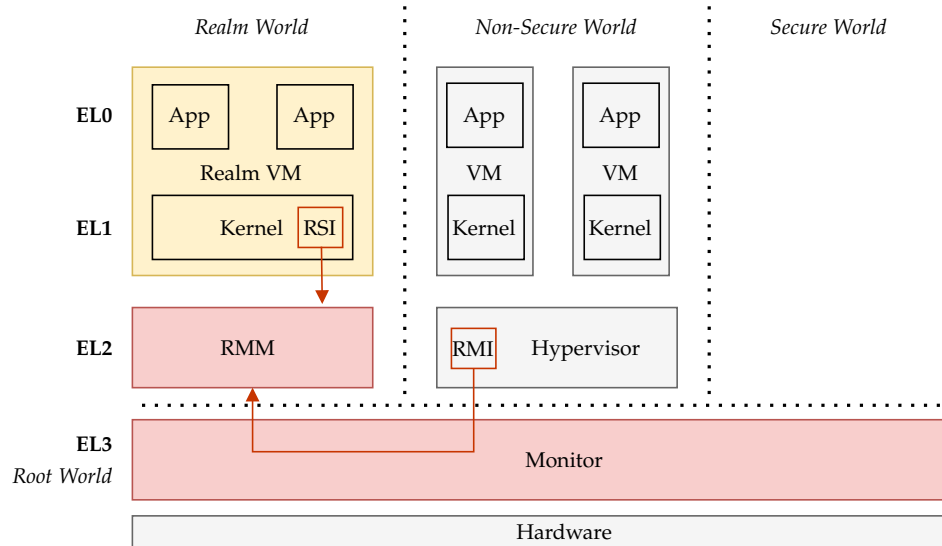 Realm World
Non-Secure World
Secure World
EL0
App
App
App
App
Realm VM
VM
VM
EL1
Kernel
RSI
Kernel
Kernel
EL2
RMM
RMI
Hypervisor
EL3
Root World
Monitor
Hardware